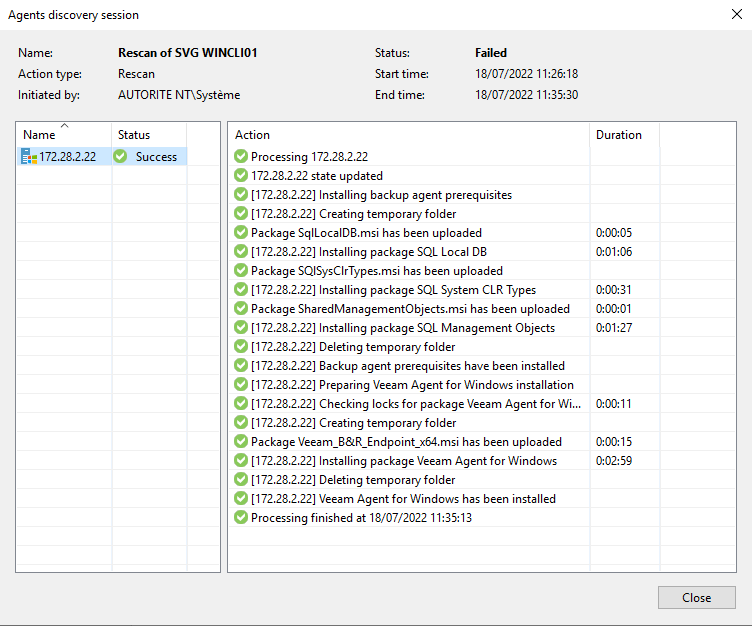 Agents discovery session
Name: Rescan of SVG WINCLI01 Status: Failed
Action type: Rescan Start time: 18/07/2022 11:26:18
Initiated by: AUTORITE NT\Système End time: 18/07/2022 11:35:30
Name Status Action Duration
172.28.2.22 Success Processing 172.28.2.22
172.28.2.22 state updated
[172.28.2.22] Installing backup agent prerequisites
[172.28.2.22] Creating temporary folder
Package SqlLocalDB.msi has been uploaded 0:00:05
[172.28.2.22] Installing package SQL Local DB 0:01:06
Package SQlSysClrTypes.msi has been uploaded
[172.28.2.22] Installing package SQL System CLR Types 0:00:31
Package SharedManagementObjects.msi has been uploaded 0:00:01
[172.28.2.22] Installing package SQL Management Objects 0:01:27
[172.28.2.22] Deleting temporary folder
[172.28.2.22] Backup agent prerequisites have been installed
[172.28.2.22] Preparing Veeam Agent for Windows installation
[172.28.2.22] Checking locks for package Veeam Agent for Wi... 0:00:11
[172.28.2.22] Creating temporary folder
Package Veeam_B&R_Endpoint_x64.msi has been uploaded 0:00:15
[172.28.2.22] Installing package Veeam Agent for Windows 0:02:59
[172.28.2.22] Deleting temporary folder
[172.28.2.22] Veeam Agent for Windows has been installed
Processing finished at 18/07/2022 11:35:13
Close